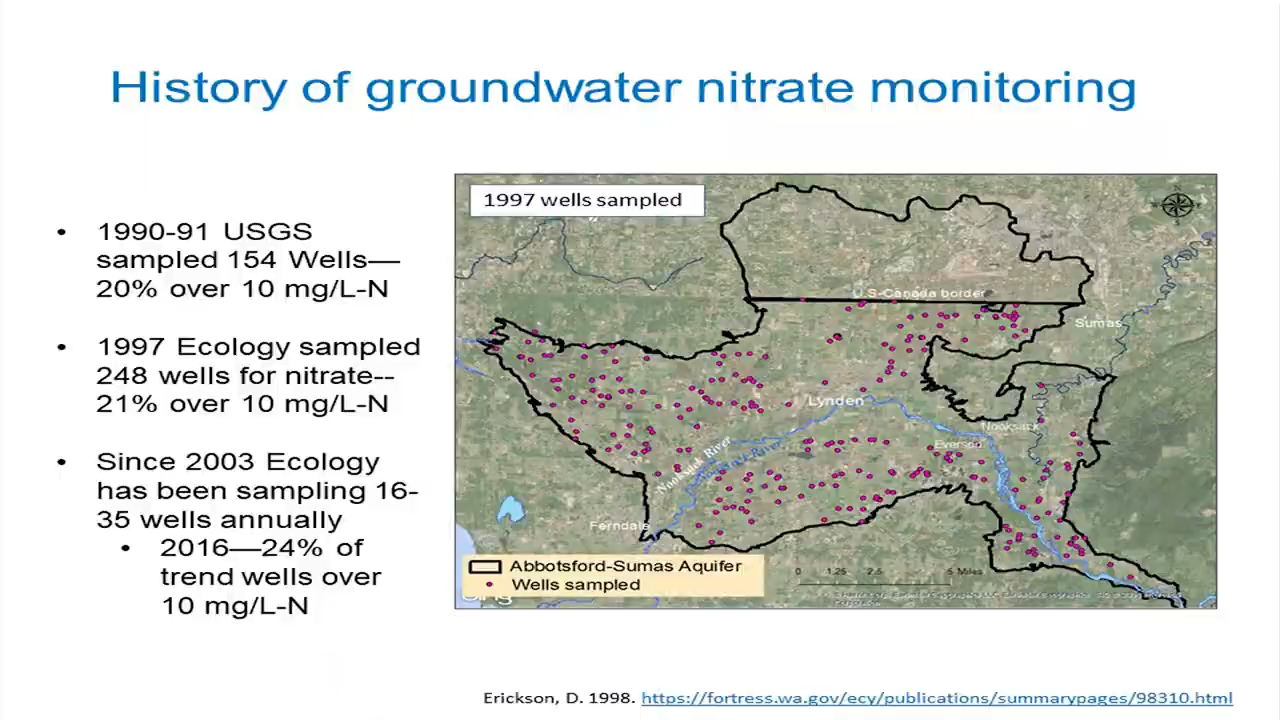 History of groundwater nitrate monitoring
• 1990-91 USGS
sampled 154 Wells—
20% over 10 mg/L-N
• 1997 Ecology sampled
248 wells for nitrate--
21% over 10 mg/L-N
• Since 2003 Ecology
has been sampling 16-
35 wells annually
• 2016—24% of
trend wells over
10 mg/L-N
1997 wells sampled
N
US-Canada border
Sumas
Lynden
Nooksack
Everson
Nooksack River
Nooksack River
Ferndale
Abbotsford-Sumas Aquifer
Wells sampled
0 1.25 2.5 5 Miles
Erickson, D. 1998. https://fortress.wa.gov/ecy/publications/summarypages/98310.html